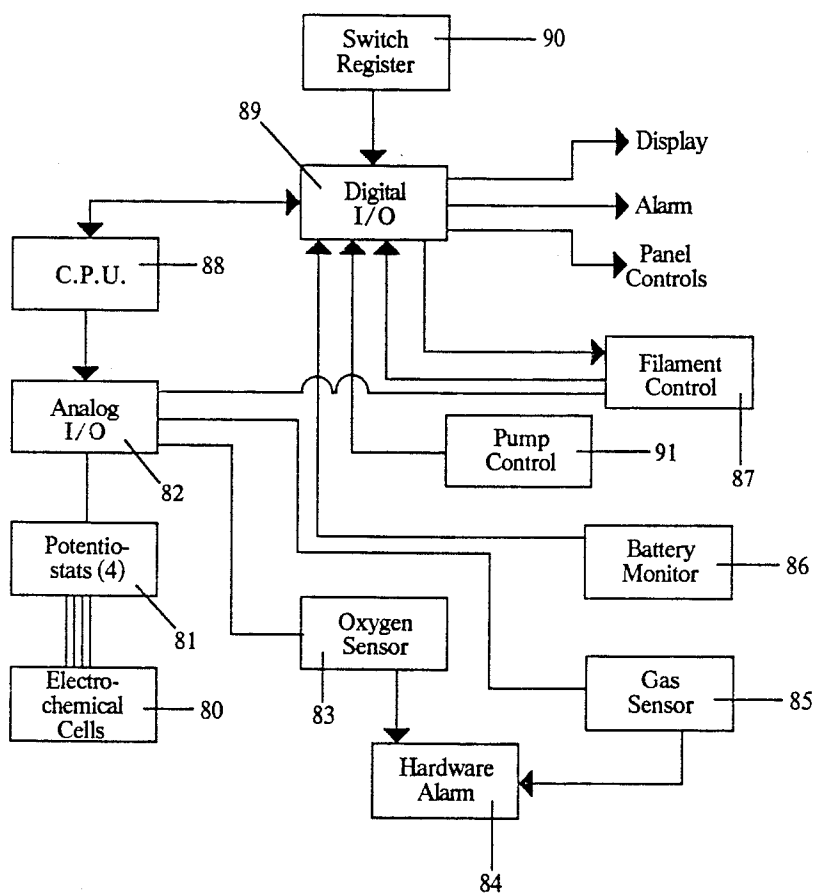 Switch
Register
90
89
Digital
I/O
Display
Alarm
Panel
Controls
C.P.U.
88
Filament
Control
87
Analog
I/O
82
Pump
Control
91
Potentio-
stats (4)
81
Battery
Monitor
86
Oxygen
Sensor
83
Electro-
chemical
Cells
80
Gas
Sensor
85
Hardware
Alarm
84